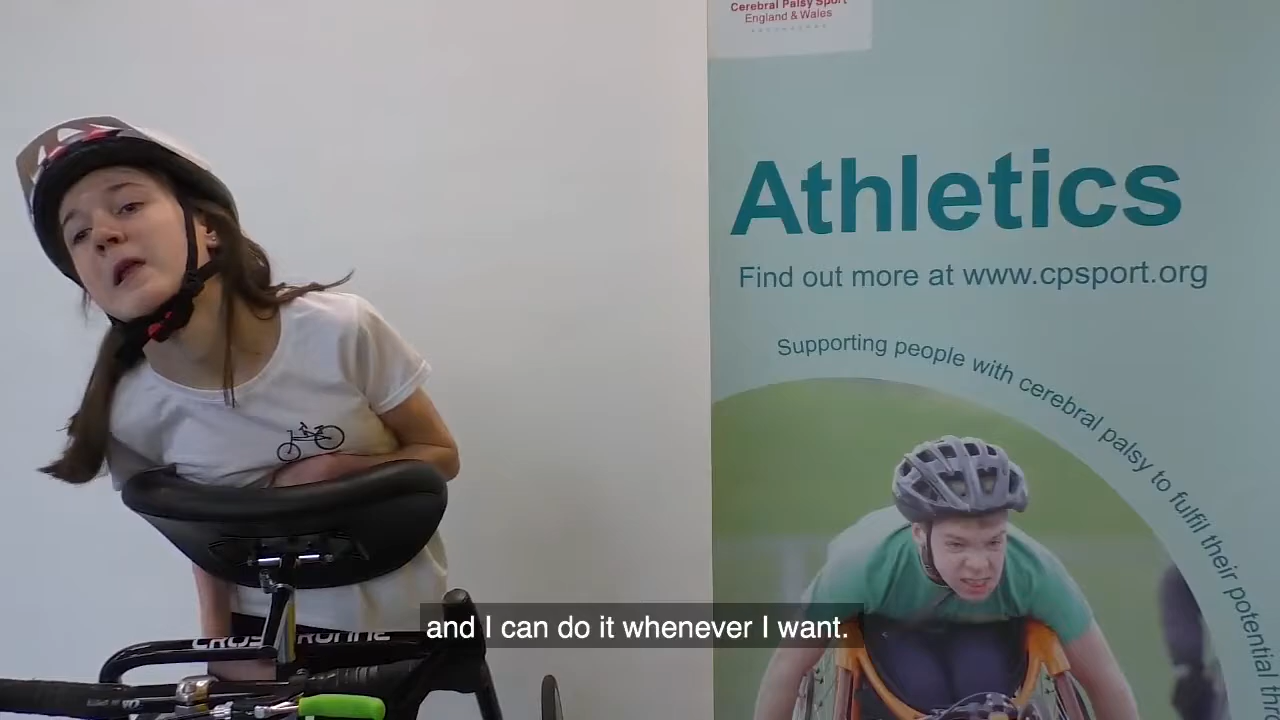 Cerebral Palsy Sport
England & Wales
Athletics
Find out more at www.cpsport.org
Supporting people with cerebral palsy to fulfil their potential
and I can do it whenever I want.